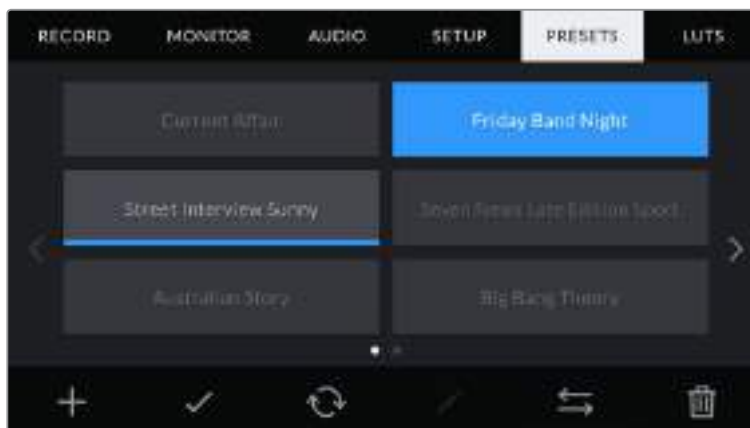 RECORD MONITOR AUDIO SETUP PRESETS LUTS
Current Affair Friday Band Night
Street Interview Sunny Seven News Late Edition Sport
Australian Story Big Bang Theory